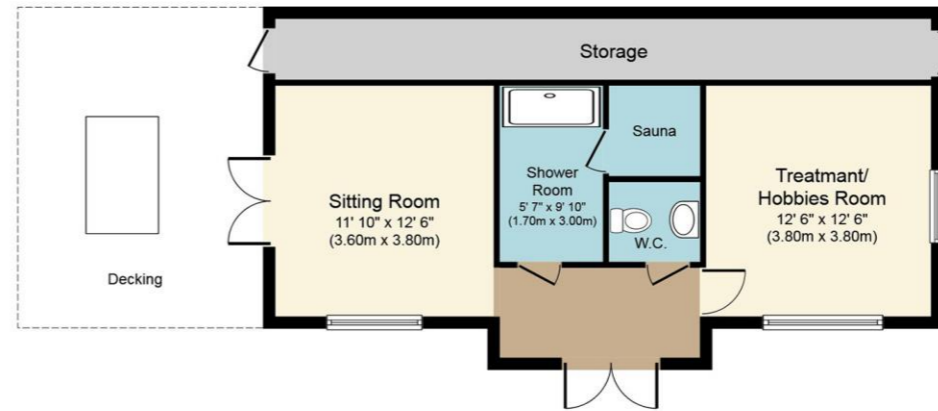 Storage
Sauna
Shower
Room
5' 7" x 9' 10"
(1.70m x 3.00m)
Sitting Room
11' 10" x 12' 6"
(3.60m x 3.80m)
Treatmant/
Hobbies Room
12' 6" x 12' 6"
(3.80m x 3.80m)
W.C.
Decking